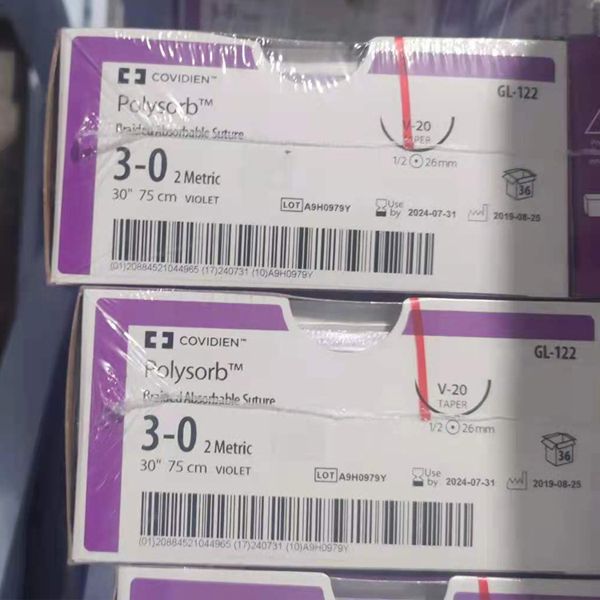 COVIDIEN™
GL-122
Polysorb™
Braided Absorbable Suture
V-20
TAPER
3-0 2 Metric
1/2 26mm
30" 75 cm VIOLET
36
LOT A9H0979Y
Use by 2024-07-31
2019-08-25
(01)20884521044965 (17)240731 (10)A9H0979Y
COVIDIEN™
GL-122
Polysorb™
Braided Absorbable Suture
V-20
TAPER
3-0 2 Metric
1/2 26mm
30" 75 cm VIOLET
36
LOT A9H0979Y
Use by 2024-07-31
2019-08-25
(01)20884521044965 (17)240731 (10)A9H0979Y